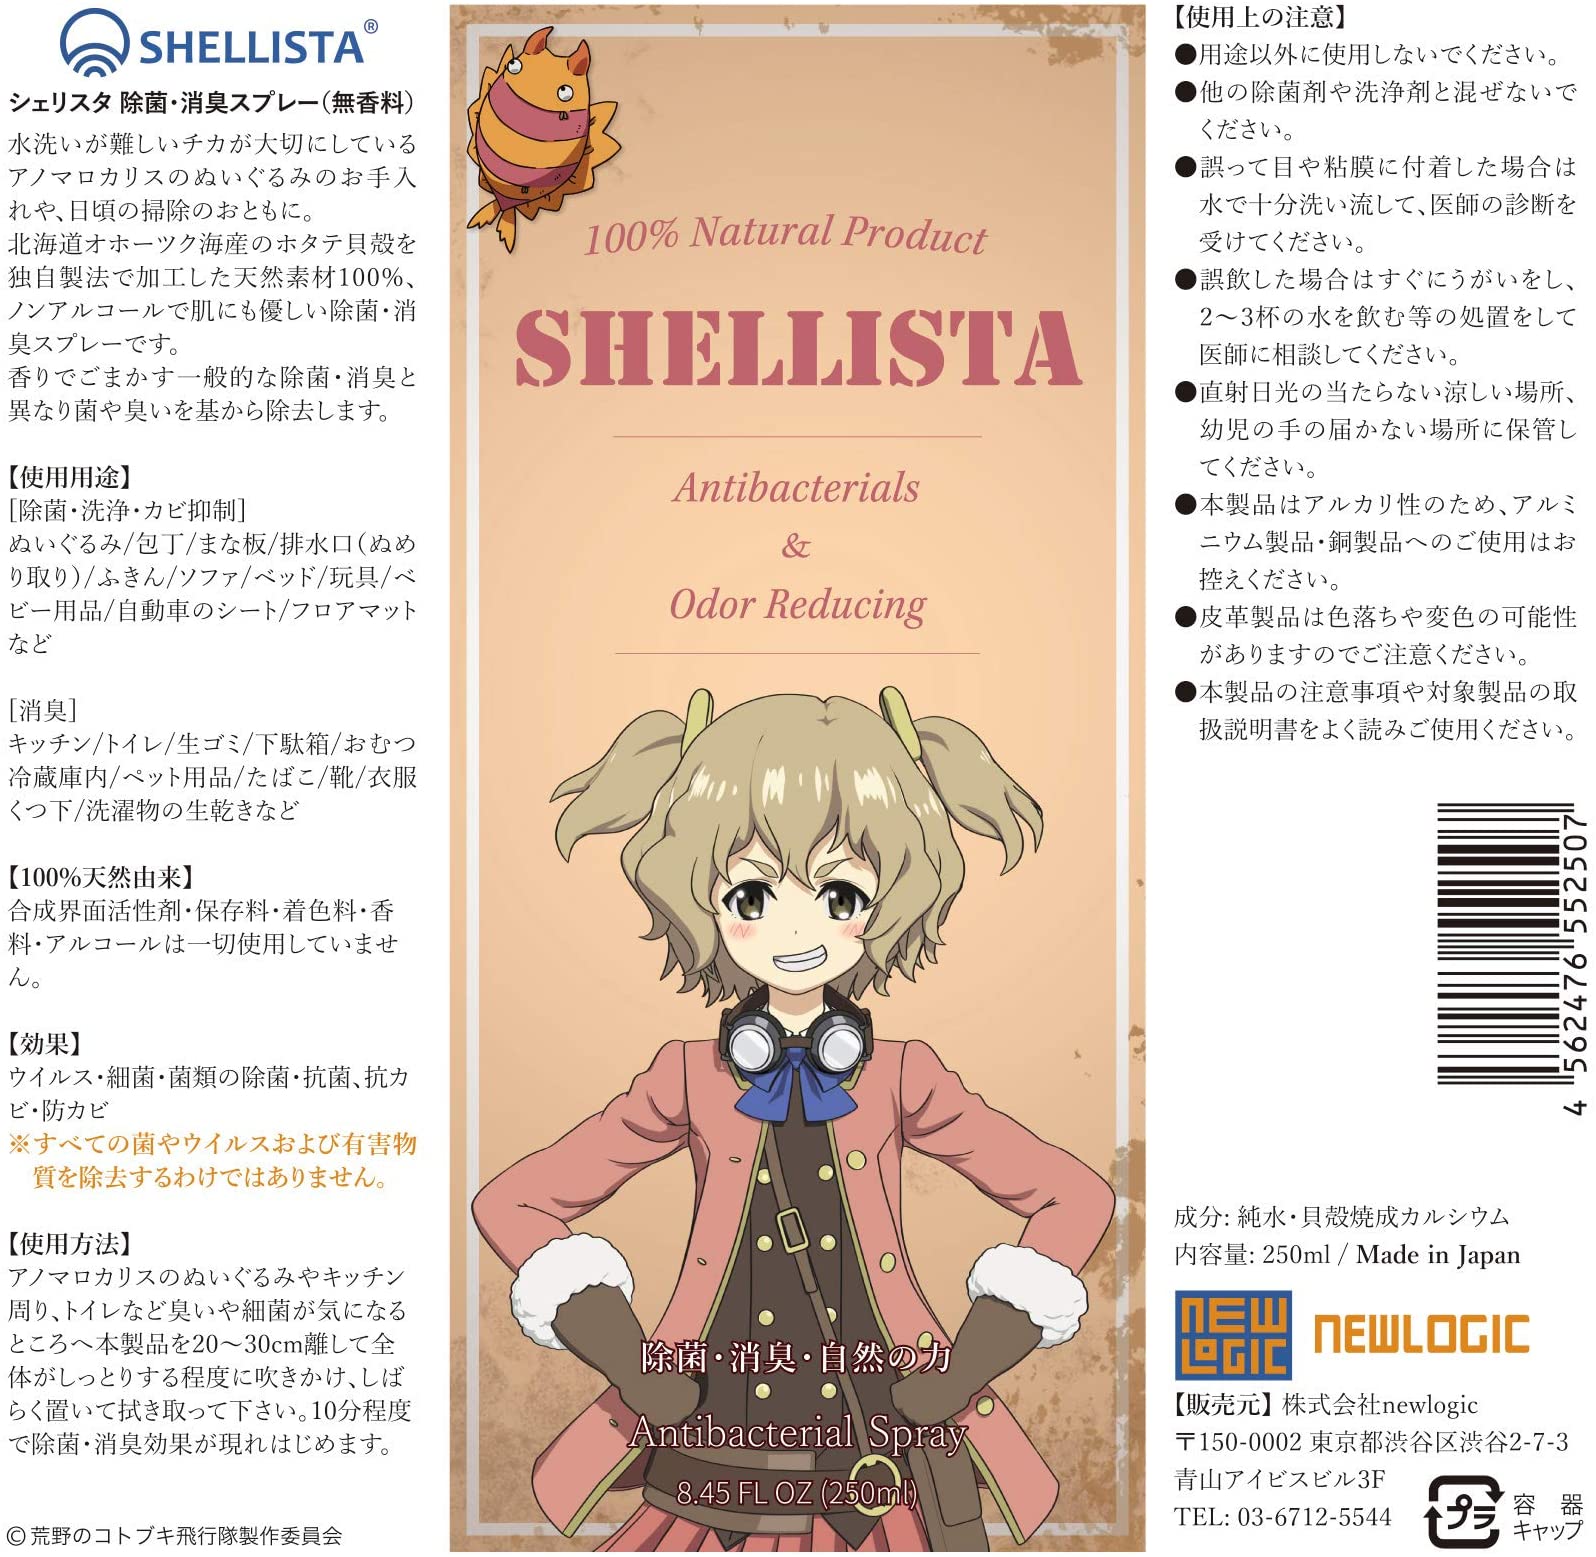 SHELLISTA®
シェリスタ 除菌・消臭スプレー（無香料）
水洗いが難しいチカが大切にしている
アノマロカリスのぬいぐるみのお手入
れや、日頃の掃除のおともに。
北海道オホーツク海産のホタテ貝殻を
独自製法で加工した天然素材100%、
ノンアルコールで肌にも優しい除菌・消
臭スプレーです。
香りでごまかす一般的な除菌・消臭と
異なり菌や臭いを基から除去します。
【使用用途】
[除菌・洗浄・カビ抑制]
ぬいぐるみ/包丁/まな板/排水口（ぬめ
り取り）/ふきん/ソファ/ベッド/玩具/ベ
ビー用品/自動車のシート/フロアマット
など
[消臭]
キッチン/トイレ/生ゴミ/下駄箱/おむつ
冷蔵庫内/ペット用品/たばこ/靴/衣服
くつ下/洗濯物の生乾きなど
【100%天然由来】
合成界面活性剤・保存料・着色料・香
料・アルコールは一切使用していませ
ん。
【効果】
ウイルス・細菌・菌類の除菌・抗菌、抗カ
ビ・防カビ
※すべての菌やウイルスおよび有害物
質を除去するわけではありません。
【使用方法】
アノマロカリスのぬいぐるみやキッチン
周り、トイレなど臭いや細菌が気になる
ところへ本製品を20～30cm離して全
体がしっとりする程度に吹きかけ、しば
らく置いて拭き取って下さい。10分程度
で除菌・消臭効果が現れはじめます。
© 荒野のコトブキ飛行隊製作委員会
100% Natural Product
SHELLISTA
Antibacterials
&
Odor Reducing
除菌・消臭・自然の力
Antibacterial Spray
8.45 FL OZ (250ml)
【使用上の注意】
●用途以外に使用しないでください。
●他の除菌剤や洗浄剤と混ぜないで
ください。
●誤って目や粘膜に付着した場合は
水で十分洗い流して、医師の診断を
受けてください。
●誤飲した場合はすぐにうがいをし、
2～3杯の水を飲む等の処置をして
医師に相談してください。
●直射日光の当たらない涼しい場所、
幼児の手の届かない場所に保管し
てください。
●本製品はアルカリ性のため、アルミ
ニウム製品・銅製品へのご使用はお
控えください。
●皮革製品は色落ちや変色の可能性
がありますのでご注意ください。
●本製品の注意事項や対象製品の取
扱説明書をよく読みご使用ください。
4 562476 552507
成分: 純水・貝殻焼成カルシウム
内容量: 250ml / Made in Japan
NEW
LOGIC
NEWLOGIC
【販売元】株式会社newlogic
〒150-0002 東京都渋谷区渋谷2-7-3
青山アイビスビル3F
TEL: 03-6712-5544
プラ
容器
キャップ